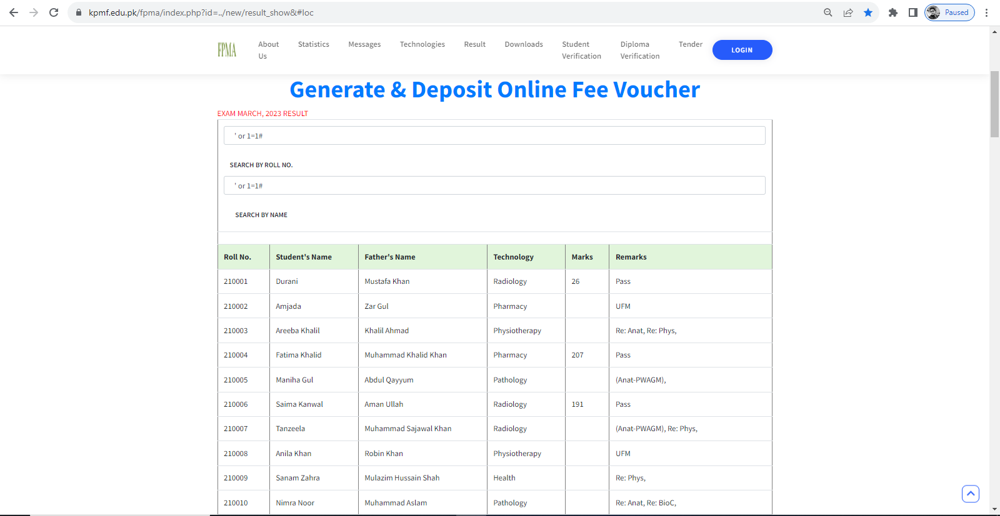 kpmf.edu.pk/fpma/index.php?id=../new/result_show&#loc
Paused
FPMA
About Us
Statistics
Messages
Technologies
Result
Downloads
Student Verification
Diploma Verification
Tender
LOGIN
Generate & Deposit Online Fee Voucher
EXAM MARCH, 2023 RESULT
' or 1=1#
SEARCH BY ROLL NO.
' or 1=1#
SEARCH BY NAME
Roll No. Student's Name Father's Name Technology Marks Remarks
210001 Durani Mustafa Khan Radiology 26 Pass
210002 Amjada Zar Gul Pharmacy UFM
210003 Areeba Khalil Khalil Ahmad Physiotherapy Re: Anat, Re: Phys,
210004 Fatima Khalid Muhammad Khalid Khan Pharmacy 207 Pass
210005 Maniha Gul Abdul Qayyum Pathology (Anat-PWAGM),
210006 Saima Kanwal Aman Ullah Radiology 191 Pass
210007 Tanzeela Muhammad Sajawal Khan Radiology (Anat-PWAGM), Re: Phys,
210008 Anila Khan Robin Khan Physiotherapy UFM
210009 Sanam Zahra Mulazim Hussain Shah Health Re: Phys,
210010 Nimra Noor Muhammad Aslam Pathology Re: Anat, Re: BioC,